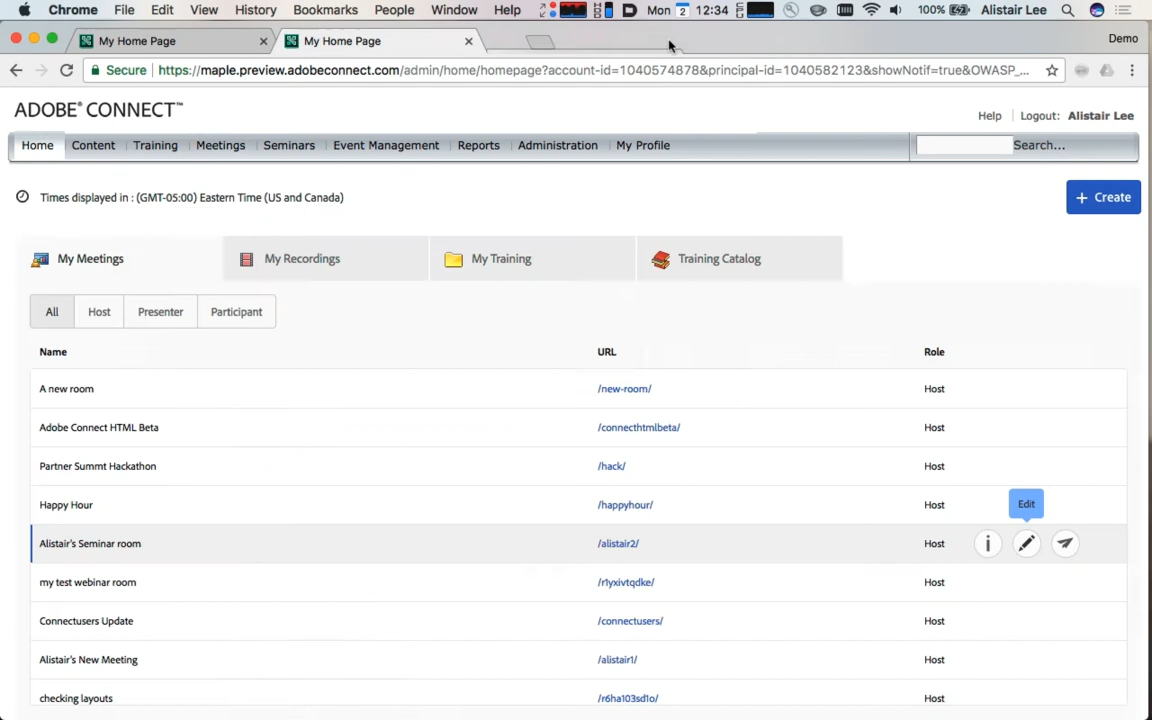 Chrome File Edit View History Bookmarks People Window Help Mon 2 12:34 100% Alistair Lee
My Home Page My Home Page Demo
Secure https://maple.preview.adobeconnect.com/admin/home/homepage?account-id=1040574878&principal-id=1040582123&showNotif=true&OWASP_...
ADOBE® CONNECT™
Help Logout: Alistair Lee
Home Content Training Meetings Seminars Event Management Reports Administration My Profile Search...
Times displayed in : (GMT-05:00) Eastern Time (US and Canada)
+ Create
My Meetings My Recordings My Training Training Catalog
All Host Presenter Participant
Name URL Role
A new room /new-room/ Host
Adobe Connect HTML Beta /connecthtmlbeta/ Host
Partner Summt Hackathon /hack/ Host
Happy Hour /happyhour/ Host Edit
Alistair's Seminar room /alistair2/ Host
my test webinar room /r1yxivtqdke/ Host
Connectusers Update /connectusers/ Host
Alistair's New Meeting /alistair1/ Host
checking layouts /r6ha103sd1o/ Host